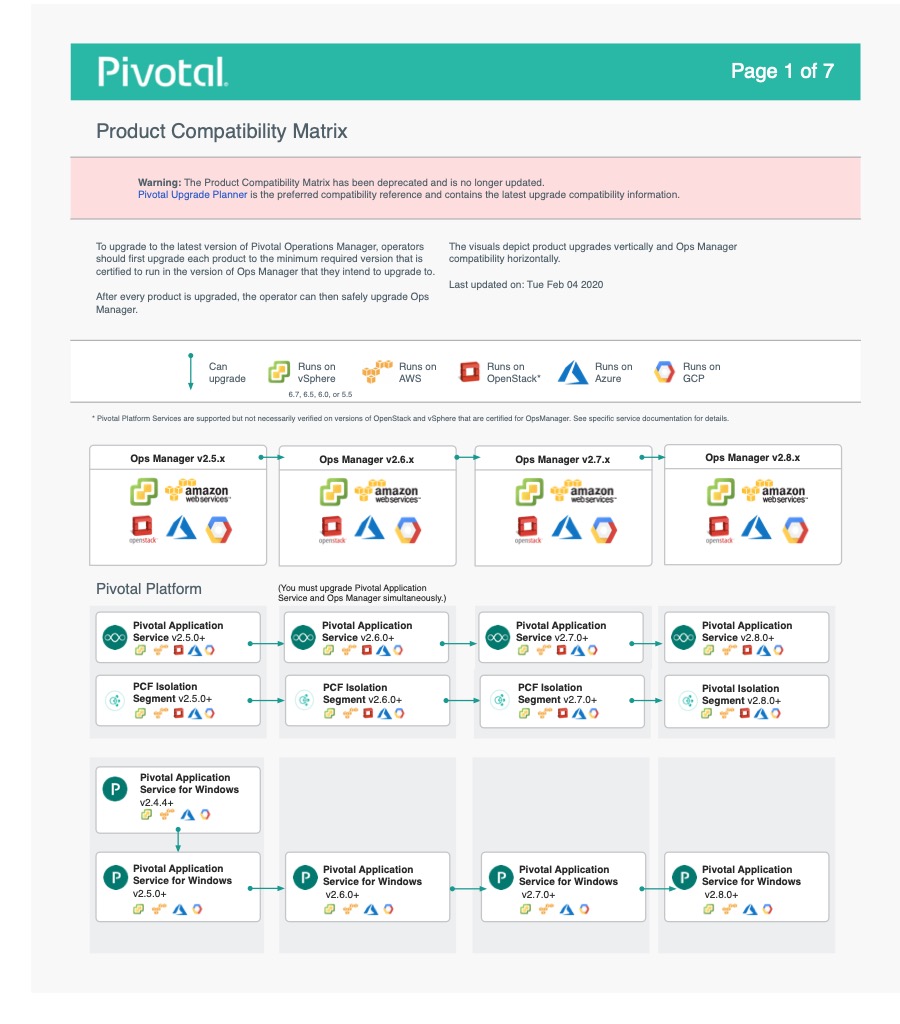 Pivotal.
Page 1 of 7
Product Compatibility Matrix
Warning: The Product Compatibility Matrix has been deprecated and is no longer updated.
Pivotal Upgrade Planner is the preferred compatibility reference and contains the latest upgrade compatibility information.
To upgrade to the latest version of Pivotal Operations Manager, operators
should first upgrade each product to the minimum required version that is
certified to run in the version of Ops Manager that they intend to upgrade to.
After every product is upgraded, the operator can then safely upgrade Ops
Manager.
The visuals depict product upgrades vertically and Ops Manager
compatibility horizontally.
Last updated on: Tue Feb 04 2020
Can
upgrade
Runs on
vSphere
6.7, 6.5, 6.0, or 5.5
Runs on
AWS
Runs on
OpenStack*
Runs on
Azure
Runs on
GCP
* Pivotal Platform Services are supported but not necessarily verified on versions of OpenStack and vSphere that are certified for OpsManager. See specific service documentation for details.
Ops Manager v2.5.x
amazon
webservices™
openstack
Ops Manager v2.6.x
amazon
webservices™
openstack
Ops Manager v2.7.x
amazon
webservices™
openstack
Ops Manager v2.8.x
amazon
webservices™
openstack
Pivotal Platform
(You must upgrade Pivotal Application
Service and Ops Manager simultaneously.)
Pivotal Application
Service v2.5.0+
Pivotal Application
Service v2.6.0+
Pivotal Application
Service v2.7.0+
Pivotal Application
Service v2.8.0+
PCF Isolation
Segment v2.5.0+
PCF Isolation
Segment v2.6.0+
PCF Isolation
Segment v2.7.0+
Pivotal Isolation
Segment v2.8.0+
P
Pivotal Application
Service for Windows
v2.4.4+
P
Pivotal Application
Service for Windows
v2.5.0+
P
Pivotal Application
Service for Windows
v2.6.0+
P
Pivotal Application
Service for Windows
v2.7.0+
P
Pivotal Application
Service for Windows
v2.8.0+